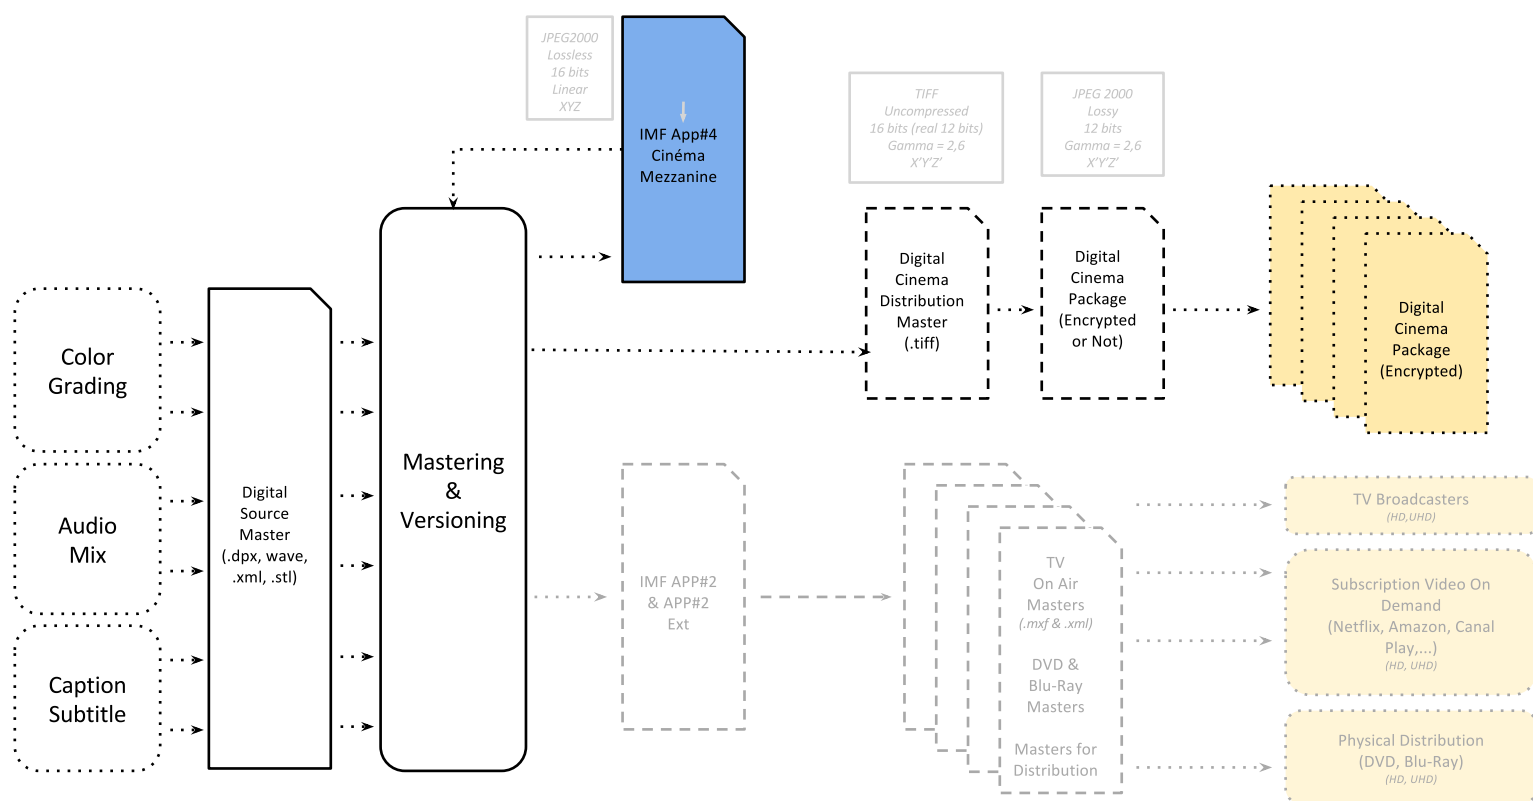 JPEG2000
Lossless
16 bits
Linear
XYZ
IMF App#4
Cinéma
Mezzanine
TIFF
Uncompressed
16 bits (real 12 bits)
Gamma = 2,6
X'Y'Z'
JPEG 2000
Lossy
12 bits
Gamma = 2,6
X'Y'Z'
Digital
Cinema
Distribution
Master
(.tiff)
Digital
Cinema
Package
(Encrypted
or Not)
Digital
Cinema
Package
(Encrypted)
Color
Grading
Audio
Mix
Caption
Subtitle
Digital
Source
Master
(.dpx, wave,
.xml, .stl)
Mastering
&
Versioning
IMF APP#2
& APP#2
Ext
TV
On Air
Masters
(.mxf & .xml)
DVD &
Blu-Ray
Masters
Masters for
Distribution
TV Broadcasters
(HD,UHD)
Subscription Video On
Demand
(Netflix, Amazon, Canal
Play,...)
(HD, UHD)
Physical Distribution
(DVD, Blu-Ray)
(HD, UHD)